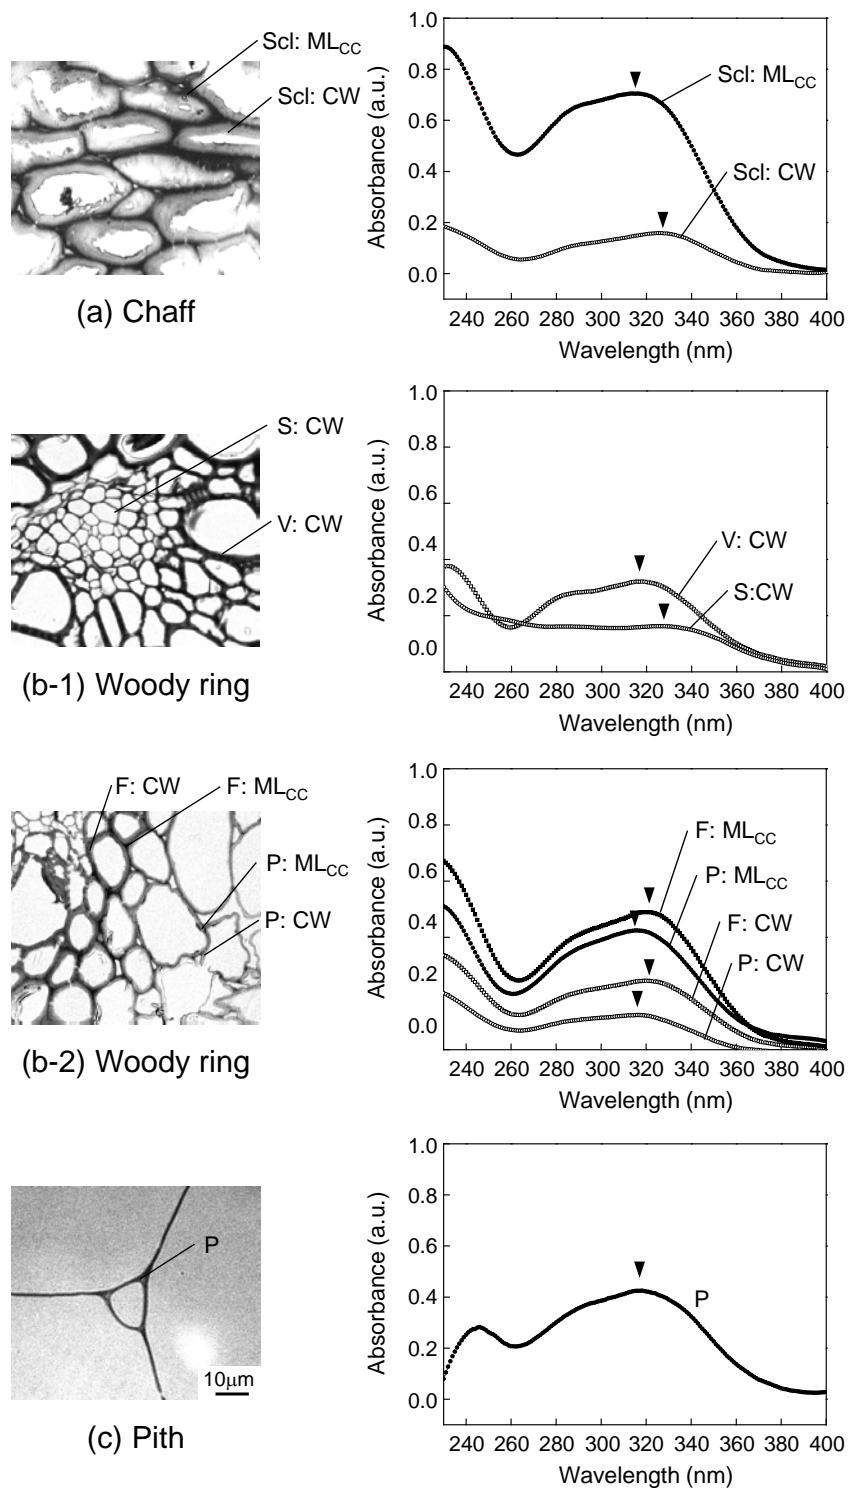 Scl: MLCC
Scl: CW
(a) Chaff
1.0
0.8
0.6
0.4
0.2
0.0
Absorbance (a.u.)
Scl: MLCC
Scl: CW
240 260 280 300 320 340 360 380 400
Wavelength (nm)
S: CW
V: CW
(b-1) Woody ring
1.0
0.8
0.6
0.4
0.2
0.0
Absorbance (a.u.)
V: CW
S:CW
240 260 280 300 320 340 360 380 400
Wavelength (nm)
F: CW
F: MLCC
P: MLCC
P: CW
(b-2) Woody ring
1.0
0.8
0.6
0.4
0.2
0.0
Absorbance (a.u.)
F: MLCC
P: MLCC
F: CW
P: CW
240 260 280 300 320 340 360 380 400
Wavelength (nm)
P
10μm
(c) Pith
1.0
0.8
0.6
0.4
0.2
0.0
Absorbance (a.u.)
P
240 260 280 300 320 340 360 380 400
Wavelength (nm)